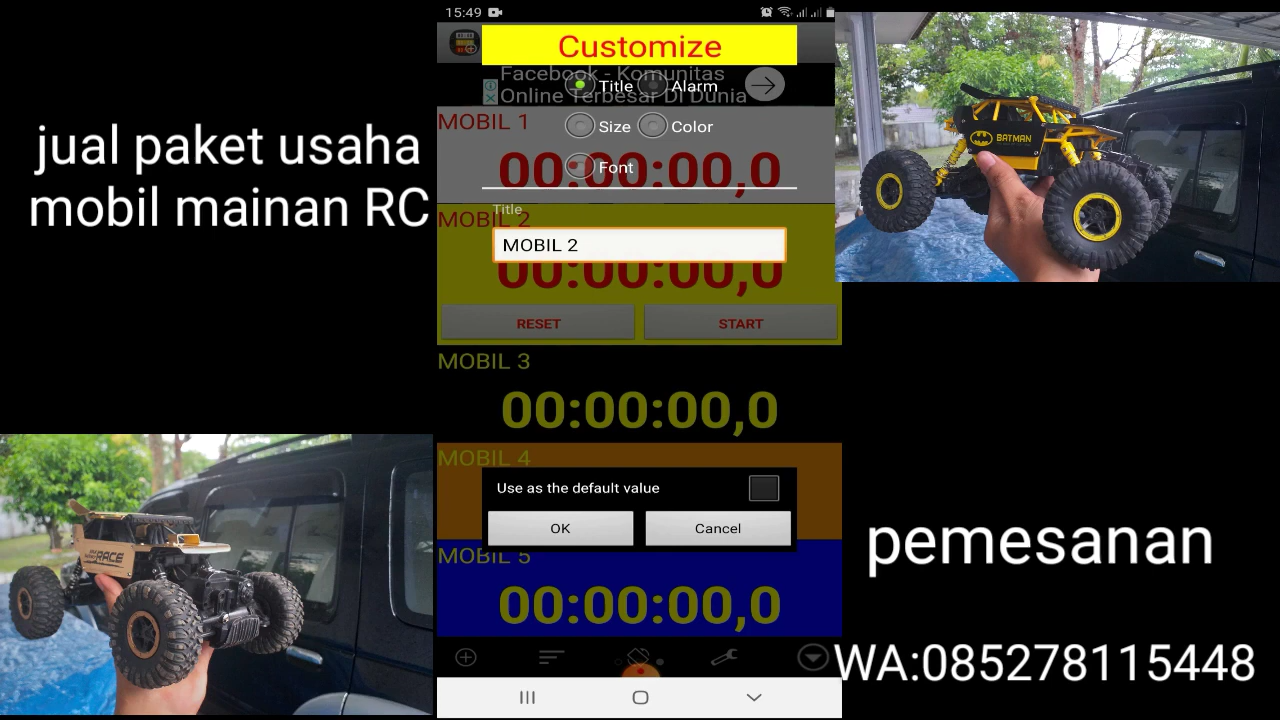 jual paket usaha
mobil mainan RC
15:49
Customize
Facebook - Komunitas
Online Terbesar Di Dunia
Title
Alarm
Size
Color
Font
MOBIL 1
00:00:00,0
MOBIL 2
Title
MOBIL 2
00:00:00,0
RESET
START
MOBIL 3
00:00:00,0
MOBIL 4
Use as the default value
OK
Cancel
MOBIL 5
00:00:00,0
BATMAN
RACE
pemesanan
WA:085278115448